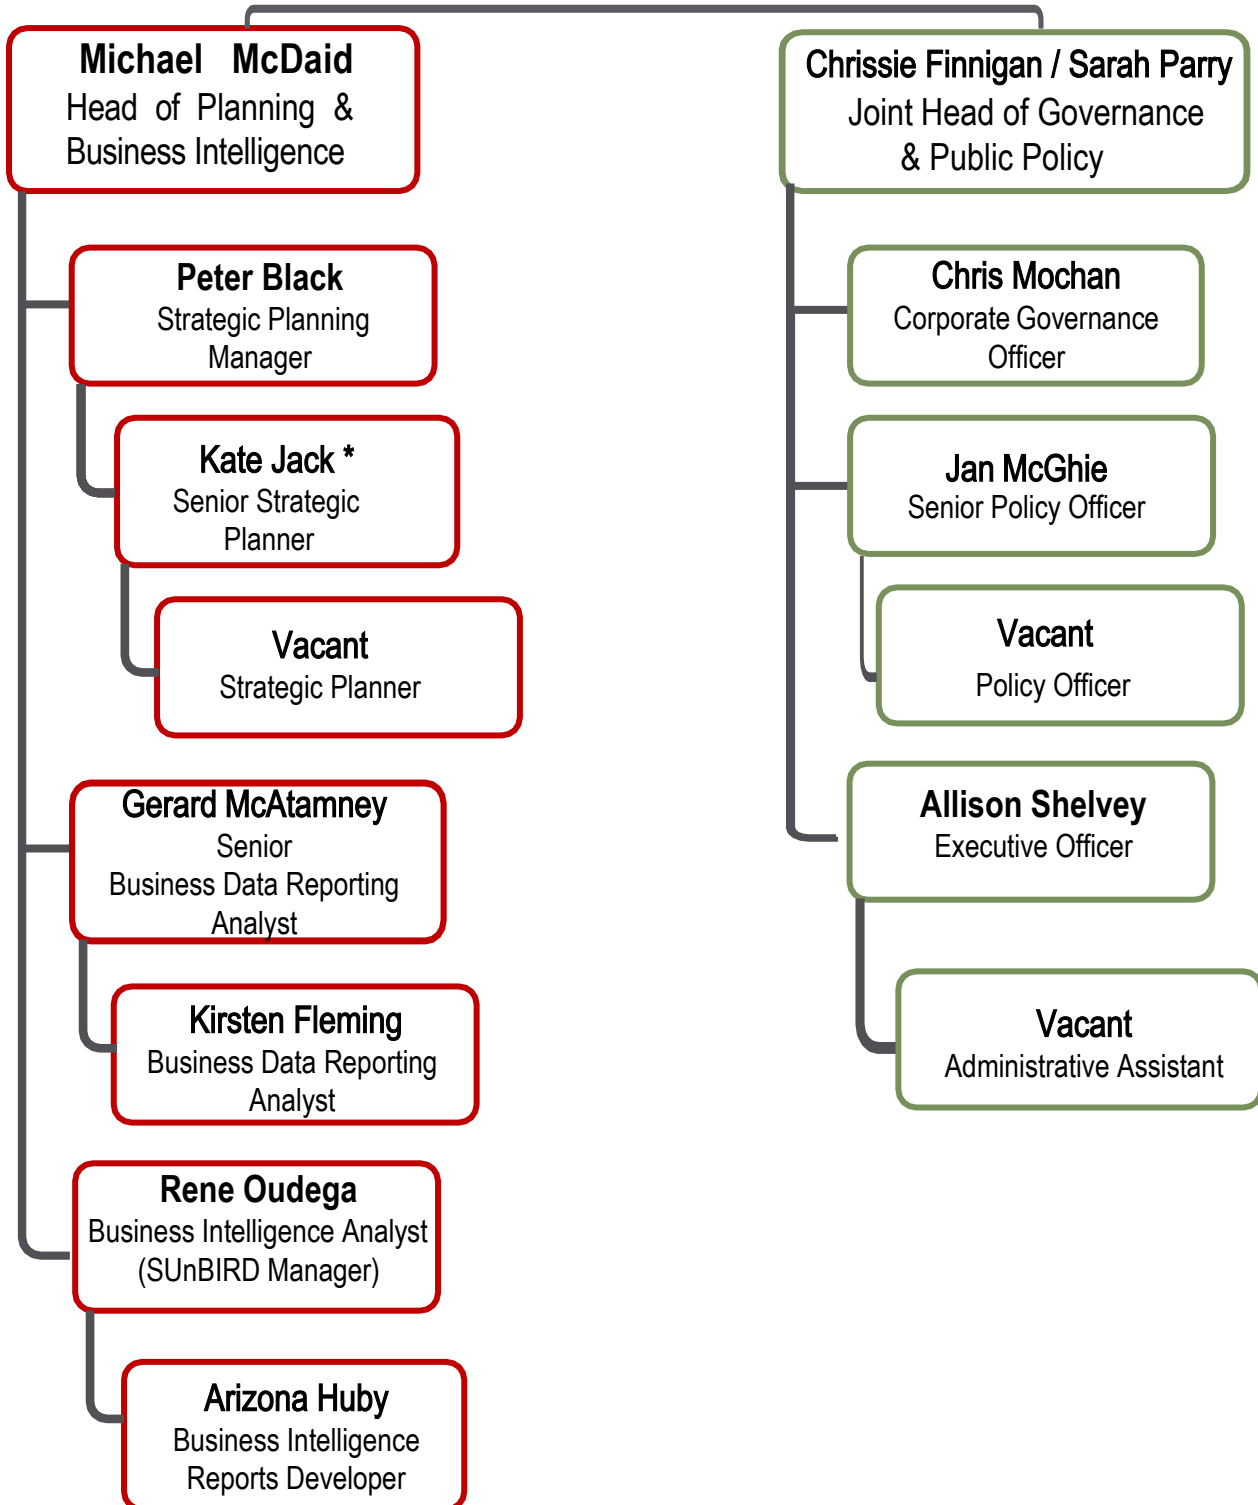 Michael McDaid
Head of Planning &
Business Intelligence
Peter Black
Strategic Planning
Manager
Kate Jack *
Senior Strategic
Planner
Vacant
Strategic Planner
Gerard McAtamney
Senior
Business Data Reporting
Analyst
Kirsten Fleming
Business Data Reporting
Analyst
Rene Oudega
Business Intelligence Analyst
(SUnBIRD Manager)
Arizona Huby
Business Intelligence
Reports Developer
Chrissie Finnigan / Sarah Parry
Joint Head of Governance
& Public Policy
Chris Mochan
Corporate Governance
Officer
Jan McGhie
Senior Policy Officer
Vacant
Policy Officer
Allison Shelvey
Executive Officer
Vacant
Administrative Assistant